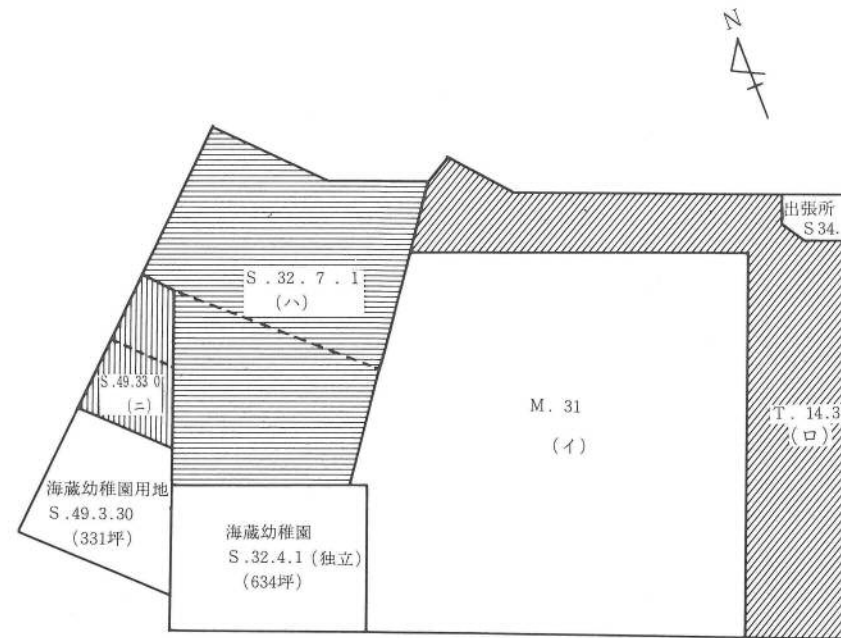 N
出張所
S 34.
S . 32 . 7 . 1
(ハ)
S .49.33 0
(ニ)
M. 31
(イ)
T. 14.3
(ロ)
海蔵幼稚園用地
S .49.3.30
(331坪)
海蔵幼稚園
S .32.4.1 (独立)
(634坪)